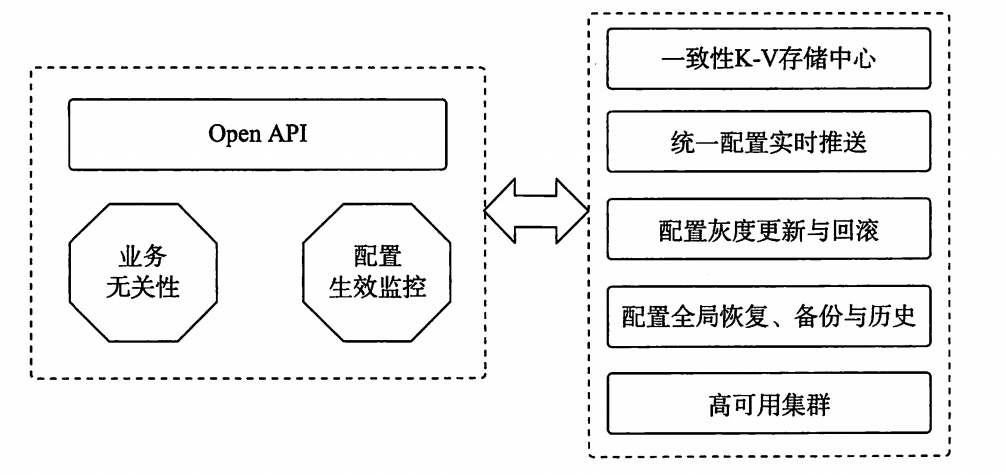 Open API
业务
无关性
配置
生效监控
一致性K-V存储中心
统一配置实时推送
配置灰度更新与回滚
配置全局恢复、备份与历史
高可用集群